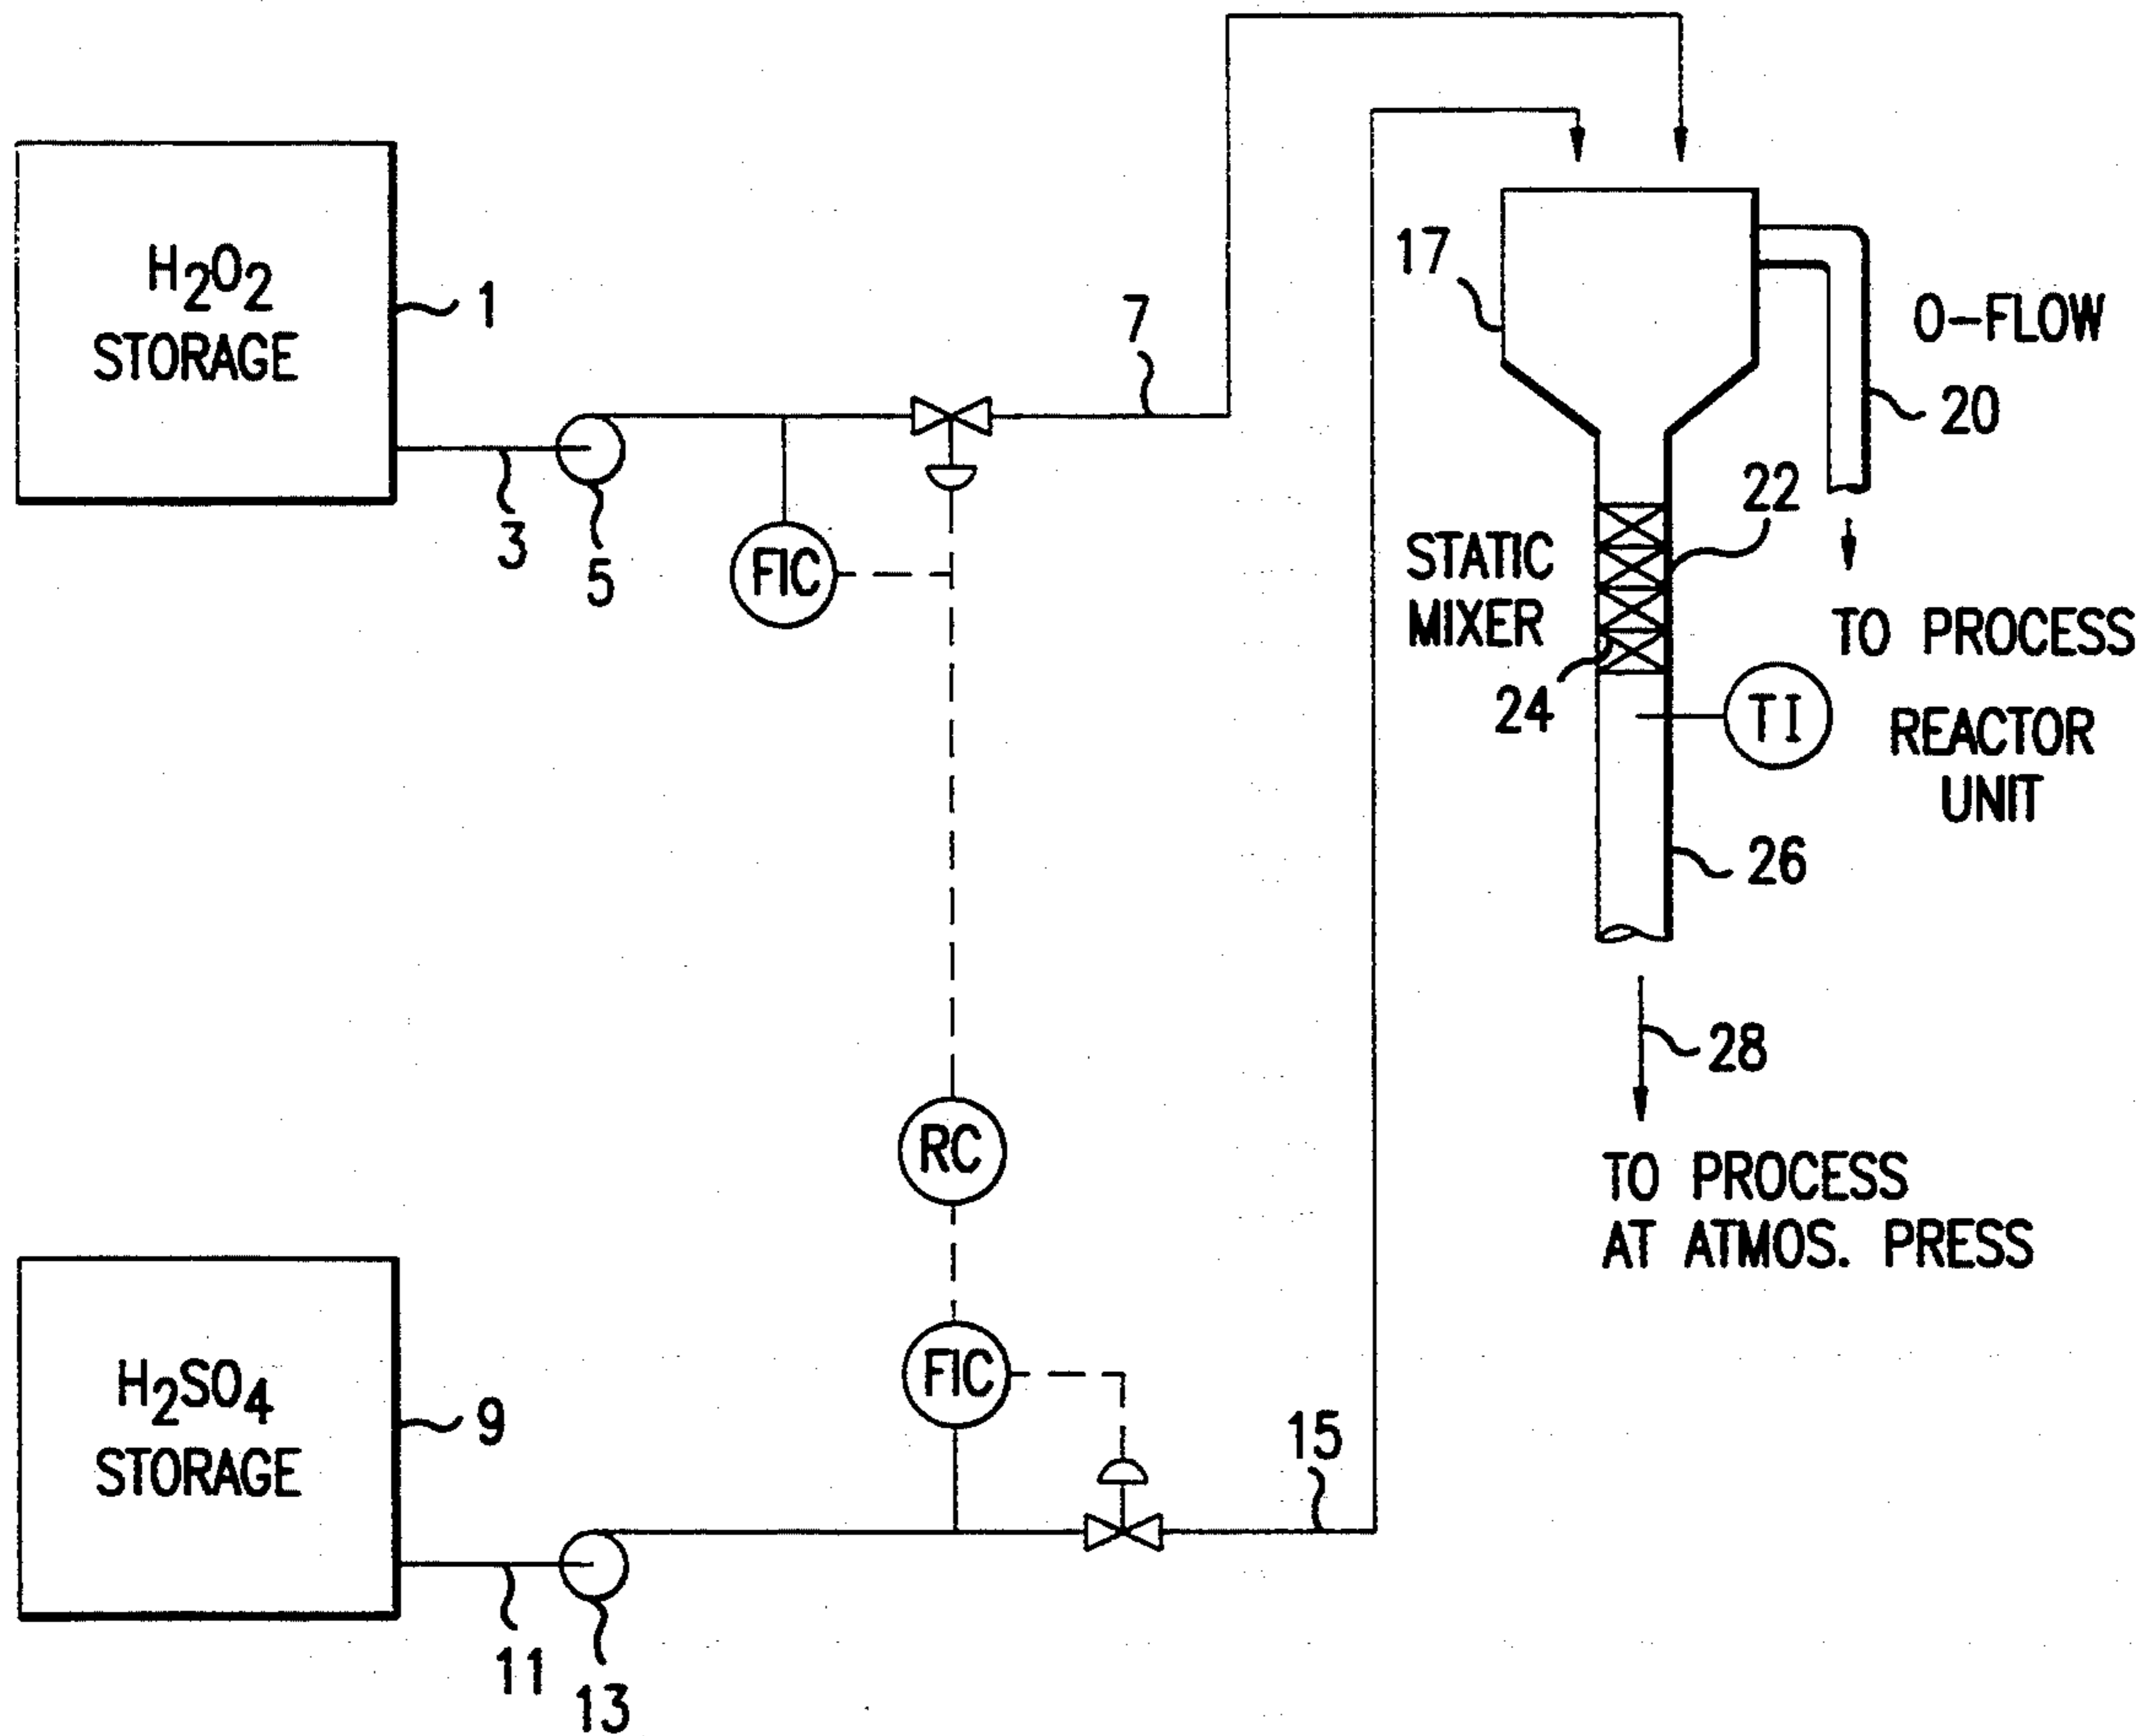 H2O2
STORAGE
1
3
5
FIC
7
17
O-FLOW
20
22
STATIC
MIXER
24
TI
TO PROCESS
REACTOR
UNIT
26
28
TO PROCESS
AT ATMOS. PRESS
RC
FIC
H2SO4
STORAGE
9
11
13
15